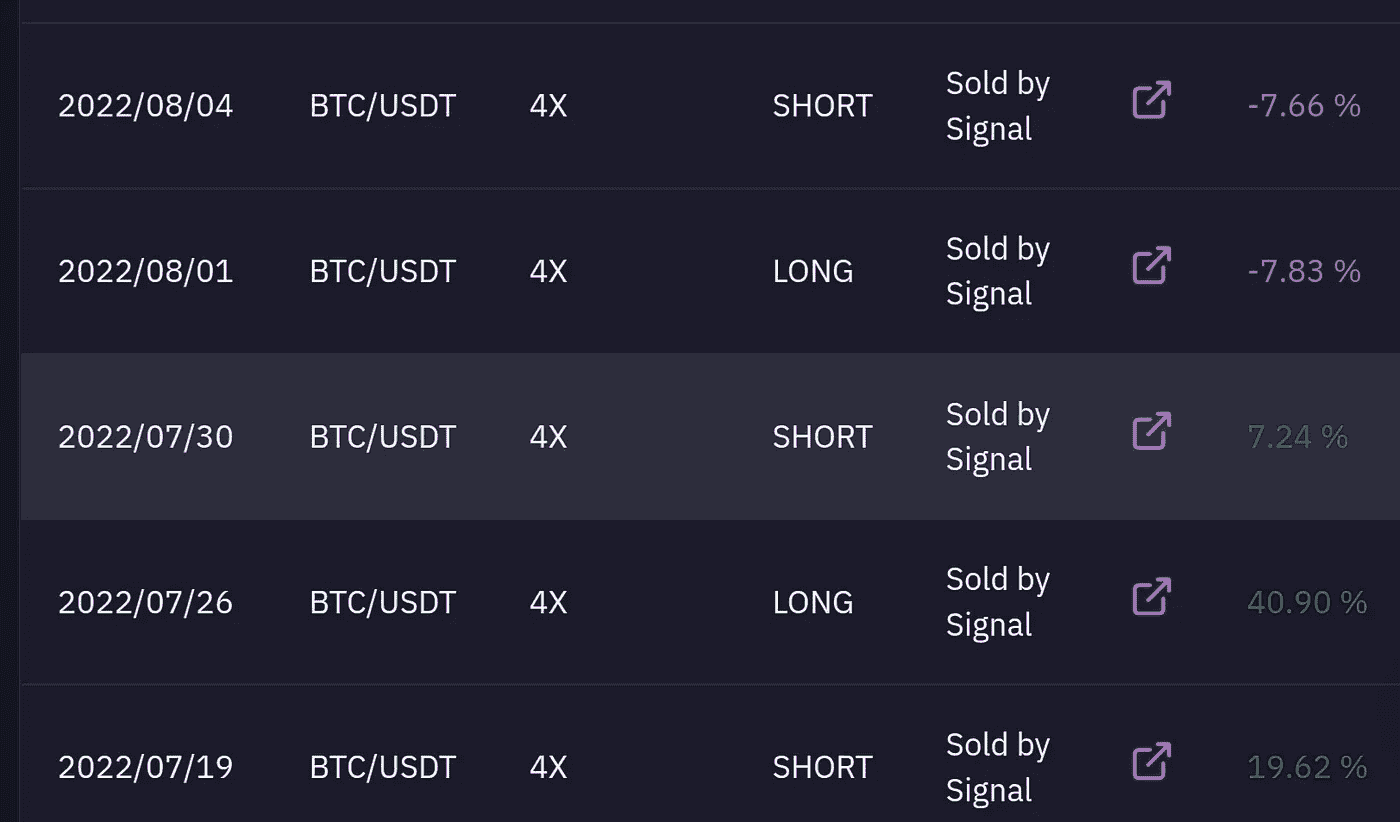 2022/08/04 BTC/USDT 4X SHORT Sold by Signal -7.66 %
2022/08/01 BTC/USDT 4X LONG Sold by Signal -7.83 %
2022/07/30 BTC/USDT 4X SHORT Sold by Signal 7.24 %
2022/07/26 BTC/USDT 4X LONG Sold by Signal 40.90 %
2022/07/19 BTC/USDT 4X SHORT Sold by Signal 19.62 %